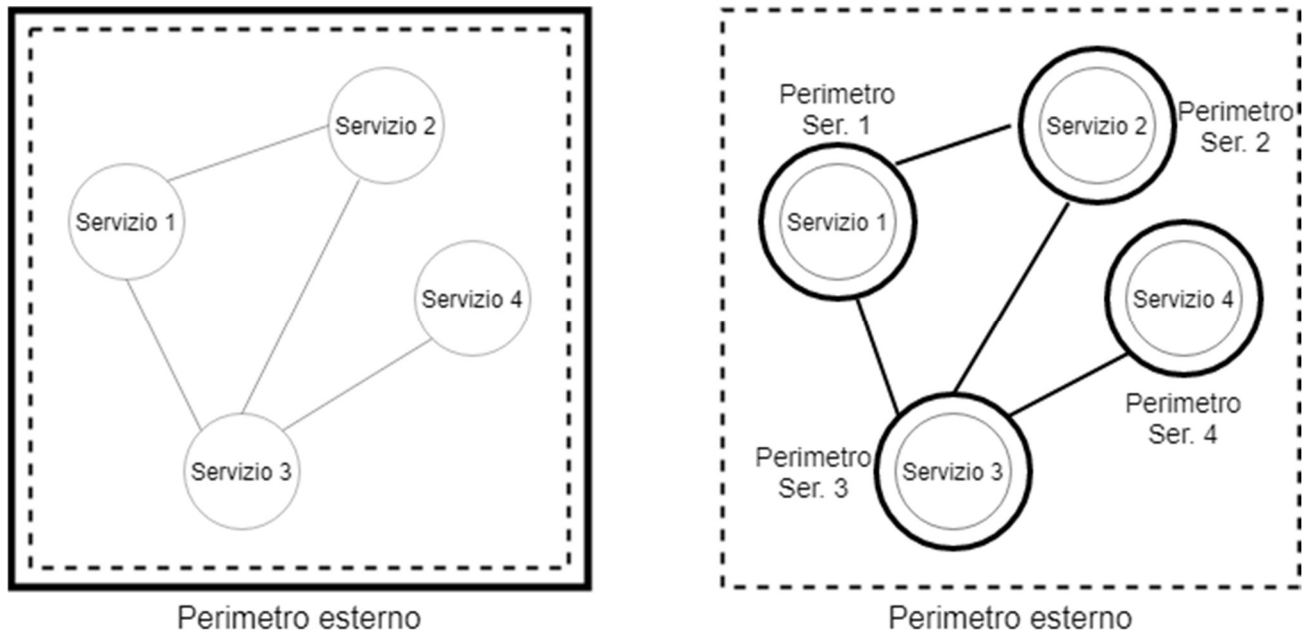 Servizio 2
Servizio 1
Servizio 4
Servizio 3
Perimetro esterno
Perimetro
Ser. 1
Servizio 2
Perimetro
Ser. 2
Servizio 1
Servizio 4
Perimetro
Ser. 4
Perimetro
Ser. 3
Servizio 3
Perimetro esterno